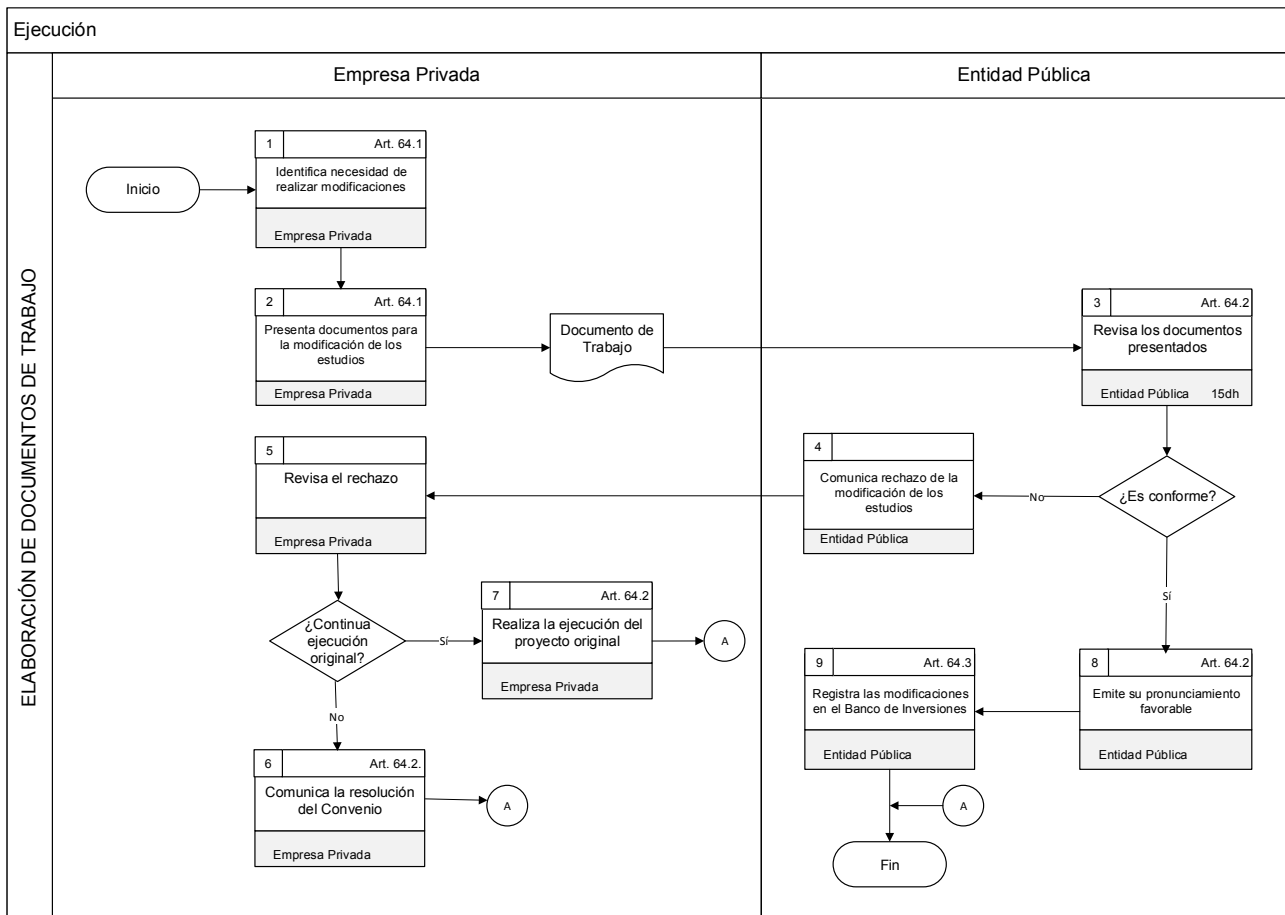 Ejecución
ELABORACIÓN DE DOCUMENTOS DE TRABAJO
Empresa Privada
Entidad Pública
Inicio
1
Art. 64.1
Identifica necesidad de
realizar modificaciones
Empresa Privada
2
Art. 64.1
Presenta documentos para
la modificación de los
estudios
Empresa Privada
Documento de
Trabajo
3
Art. 64.2
Revisa los documentos
presentados
Entidad Pública 15dh
¿Es conforme?
No
Sí
4
Comunica rechazo de la
modificación de los
estudios
Entidad Pública
5
Revisa el rechazo
Empresa Privada
¿Continua
ejecución
original?
Sí
No
7
Art. 64.2
Realiza la ejecución del
proyecto original
Empresa Privada
A
6
Art. 64.2.
Comunica la resolución
del Convenio
Empresa Privada
A
8
Art. 64.2
Emite su pronunciamiento
favorable
Entidad Pública
9
Art. 64.3
Registra las modificaciones
en el Banco de Inversiones
Entidad Pública
A
Fin